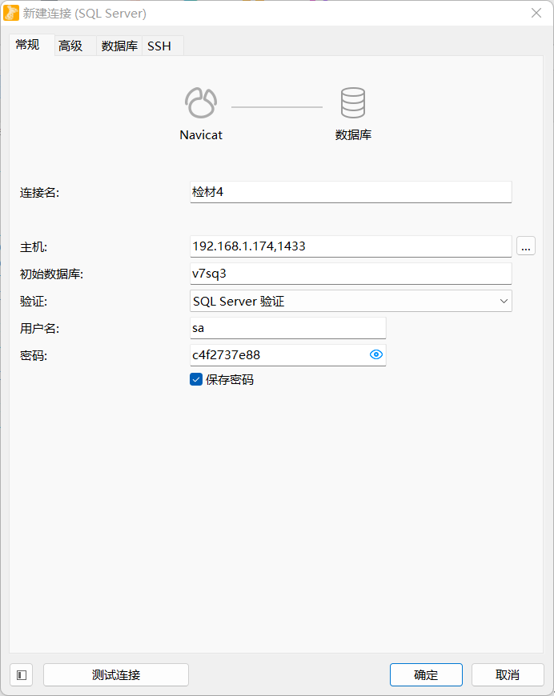 新建连接 (SQL Server)
常规 高级 数据库 SSH
Navicat 数据库
连接名: 检材4
主机: 192.168.1.174,1433 ...
初始数据库: v7sq3
验证: SQL Server 验证
用户名: sa
密码: c4f2737e88
保存密码
测试连接 确定 取消